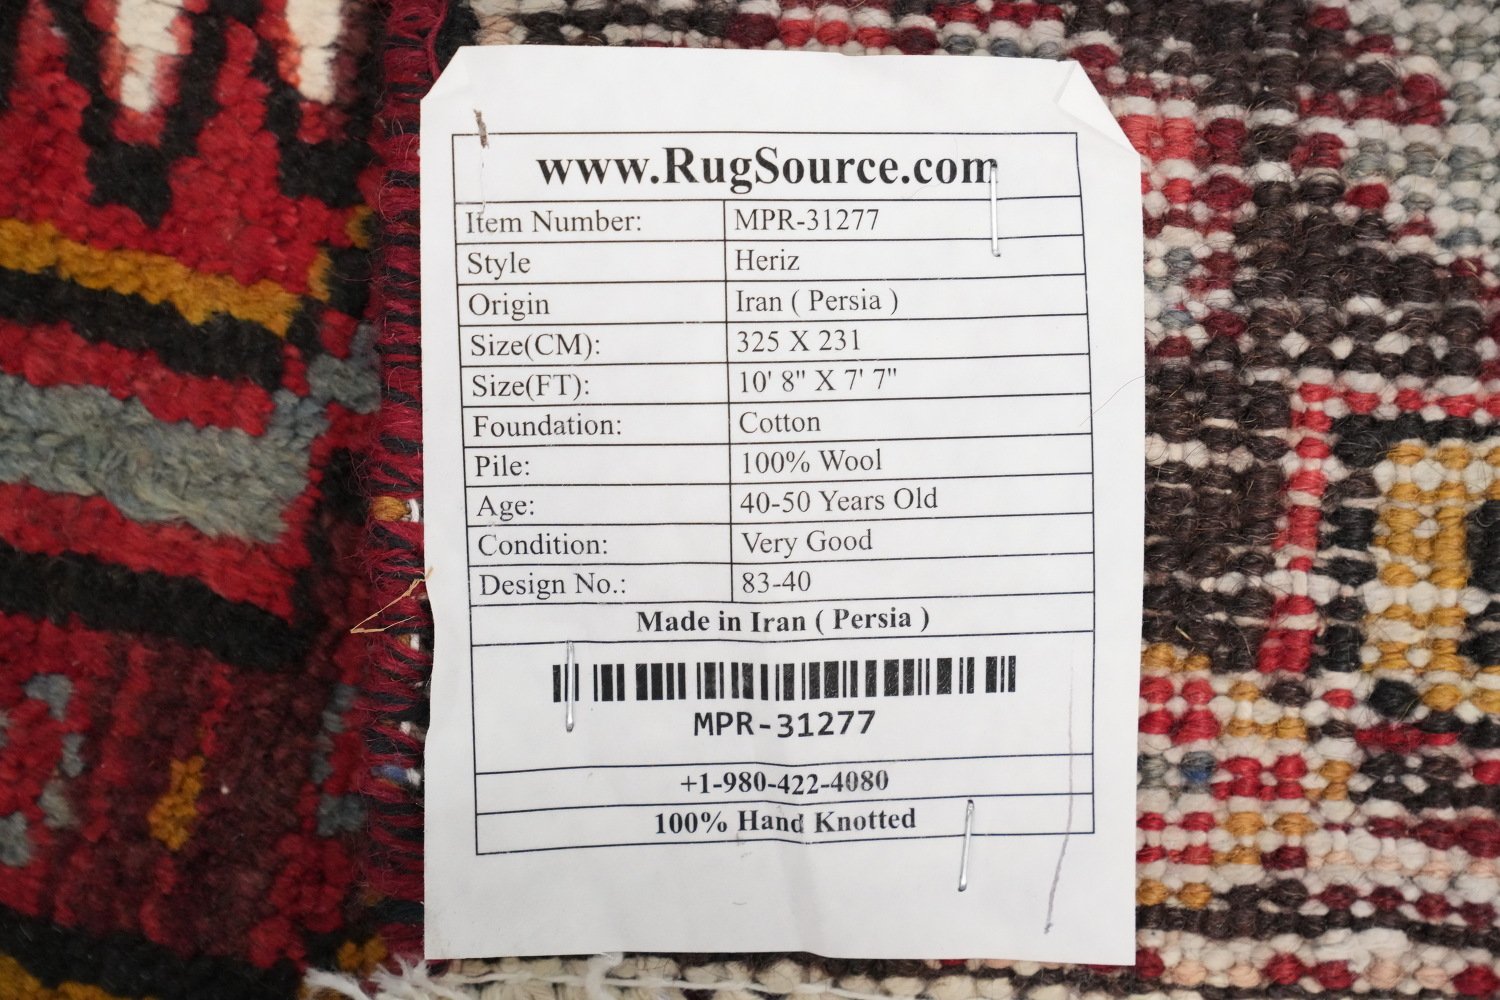 www.RugSource.com
Item Number: MPR-31277
Style Heriz
Origin Iran ( Persia )
Size(CM): 325 X 231
Size(FT): 10' 8" X 7' 7"
Foundation: Cotton
Pile: 100% Wool
Age: 40-50 Years Old
Condition: Very Good
Design No.: 83-40
Made in Iran ( Persia )
MPR-31277
+1-980-422-4080
100% Hand Knotted